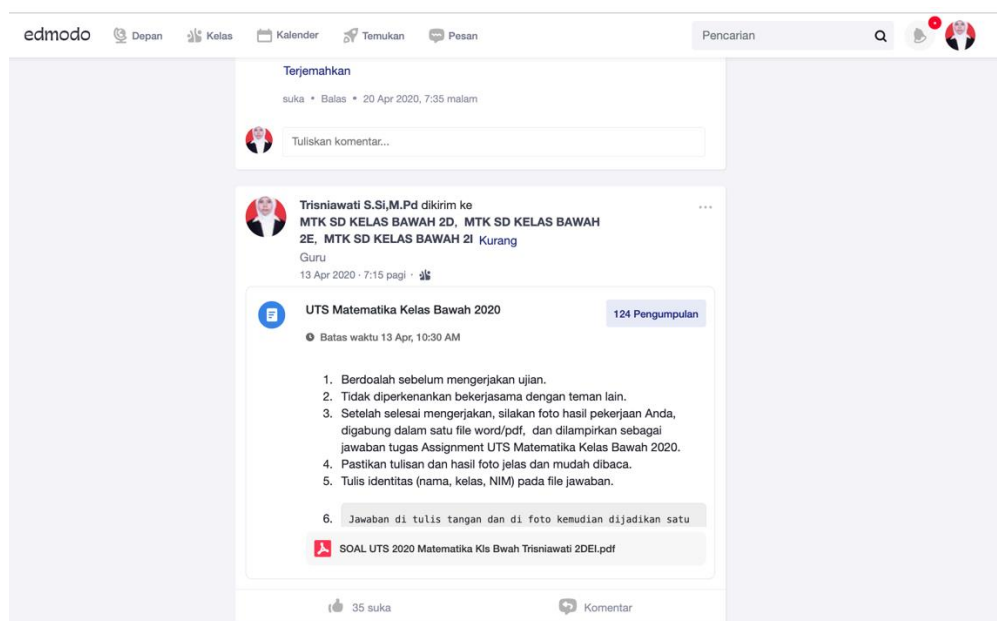 edmodo Depan Kelas Kalender Temukan Pesan Pencarian
Terjemahkan
suka • Balas • 20 Apr 2020, 7:35 malam
Tuliskan komentar...
Trisniawati S.Si,M.Pd dikirim ke
MTK SD KELAS BAWAH 2D, MTK SD KELAS BAWAH
2E, MTK SD KELAS BAWAH 2I Kurang
Guru
13 Apr 2020 · 7:15 pagi ·
UTS Matematika Kelas Bawah 2020
124 Pengumpulan
Batas waktu 13 Apr, 10:30 AM
1. Berdoalah sebelum mengerjakan ujian.
2. Tidak diperkenankan bekerjasama dengan teman lain.
3. Setelah selesai mengerjakan, silakan foto hasil pekerjaan Anda,
digabung dalam satu file word/pdf, dan dilampirkan sebagai
jawaban tugas Assignment UTS Matematika Kelas Bawah 2020.
4. Pastikan tulisan dan hasil foto jelas dan mudah dibaca.
5. Tulis identitas (nama, kelas, NIM) pada file jawaban.
6. Jawaban di tulis tangan dan di foto kemudian dijadikan satu
SOAL UTS 2020 Matematika Kls Bwah Trisniawati 2DEI.pdf
35 suka
Komentar